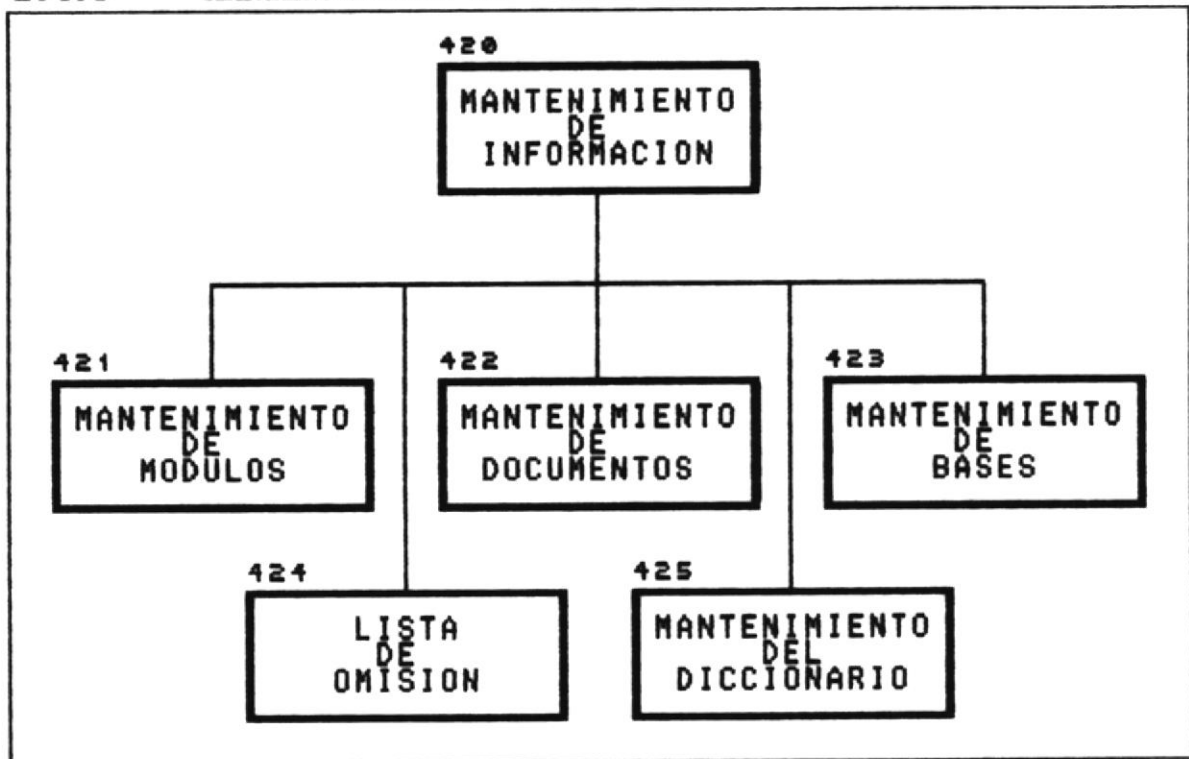 420
MANTENIMIENTO
DE
INFORMACION
421
MANTENIMIENTO
DE
MODULOS
422
MANTENIMIENTO
DE
DOCUMENTOS
423
MANTENIMIENTO
DE
BASES
424
LISTA
DE
OMISION
425
MANTENIMIENTO
DEL
DICCIONARIO